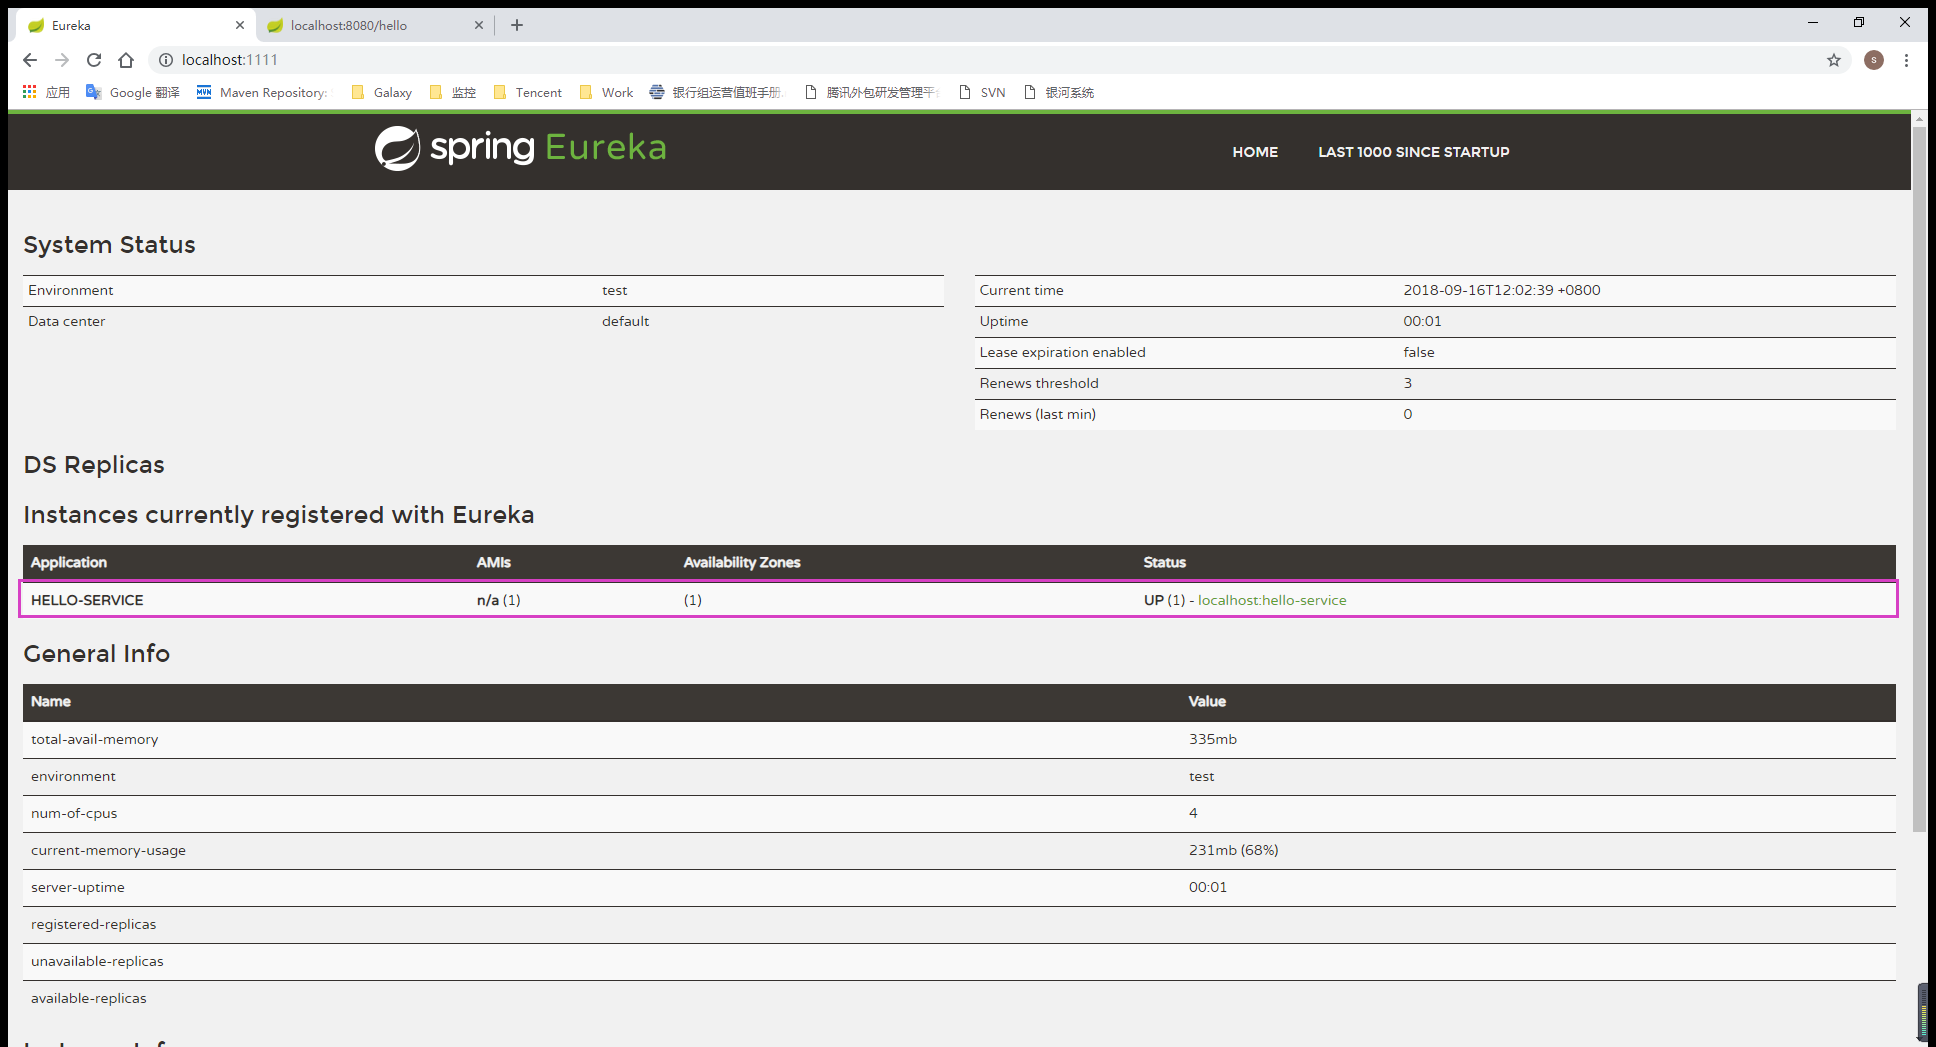 Eureka
localhost:8080/hello
localhost:1111
S
应用
Google 翻译
Maven Repository:
Galaxy
监控
Tencent
Work
银行组运营值班手册
腾讯外包研发管理平
SVN
银河系统
spring Eureka
HOME
LAST 1000 SINCE STARTUP
System Status
Environment test
Data center default
Current time 2018-09-16T12:02:39 +0800
Uptime 00:01
Lease expiration enabled false
Renews threshold 3
Renews (last min) 0
DS Replicas
Instances currently registered with Eureka
Application AMIs Availability Zones Status
HELLO-SERVICE n/a (1) (1) UP (1) - localhost:hello-service
General Info
Name Value
total-avail-memory 335mb
environment test
num-of-cpus 4
current-memory-usage 231mb (68%)
server-uptime 00:01
registered-replicas
unavailable-replicas
available-replicas